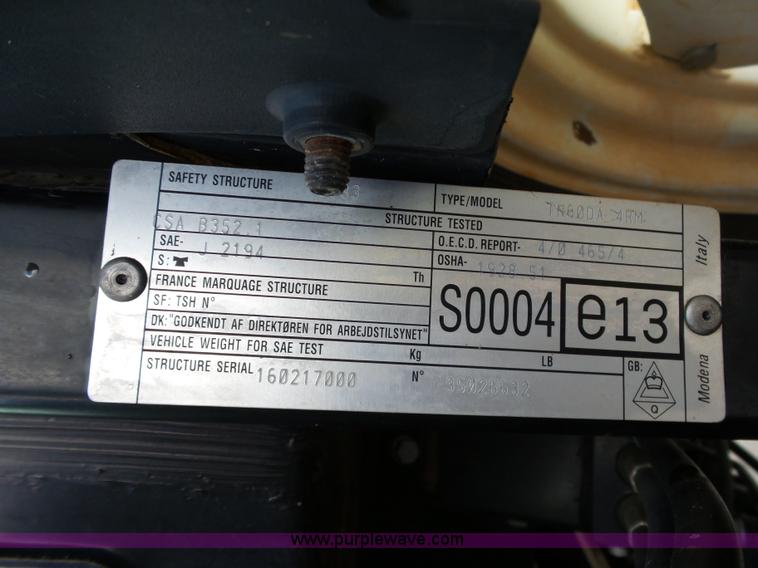 SAFETY STRUCTURE
TYPE/MODEL
STRUCTURE TESTED
CSA B352.1
SAE- J 2194
O.E.C.D. REPORT- 4/0 465/4
S: Th
OSHA- 1928 51
FRANCE MARQUAGE STRUCTURE
SF: TSH N°
S0004 e13
DK: "GODKENDT AF DIREKTØREN FOR ARBEJDSTILSYNET"
VEHICLE WEIGHT FOR SAE TEST Kg LB
STRUCTURE SERIAL 160217000 N°
GB:
Q
Modena Italy
www.purplewave.com